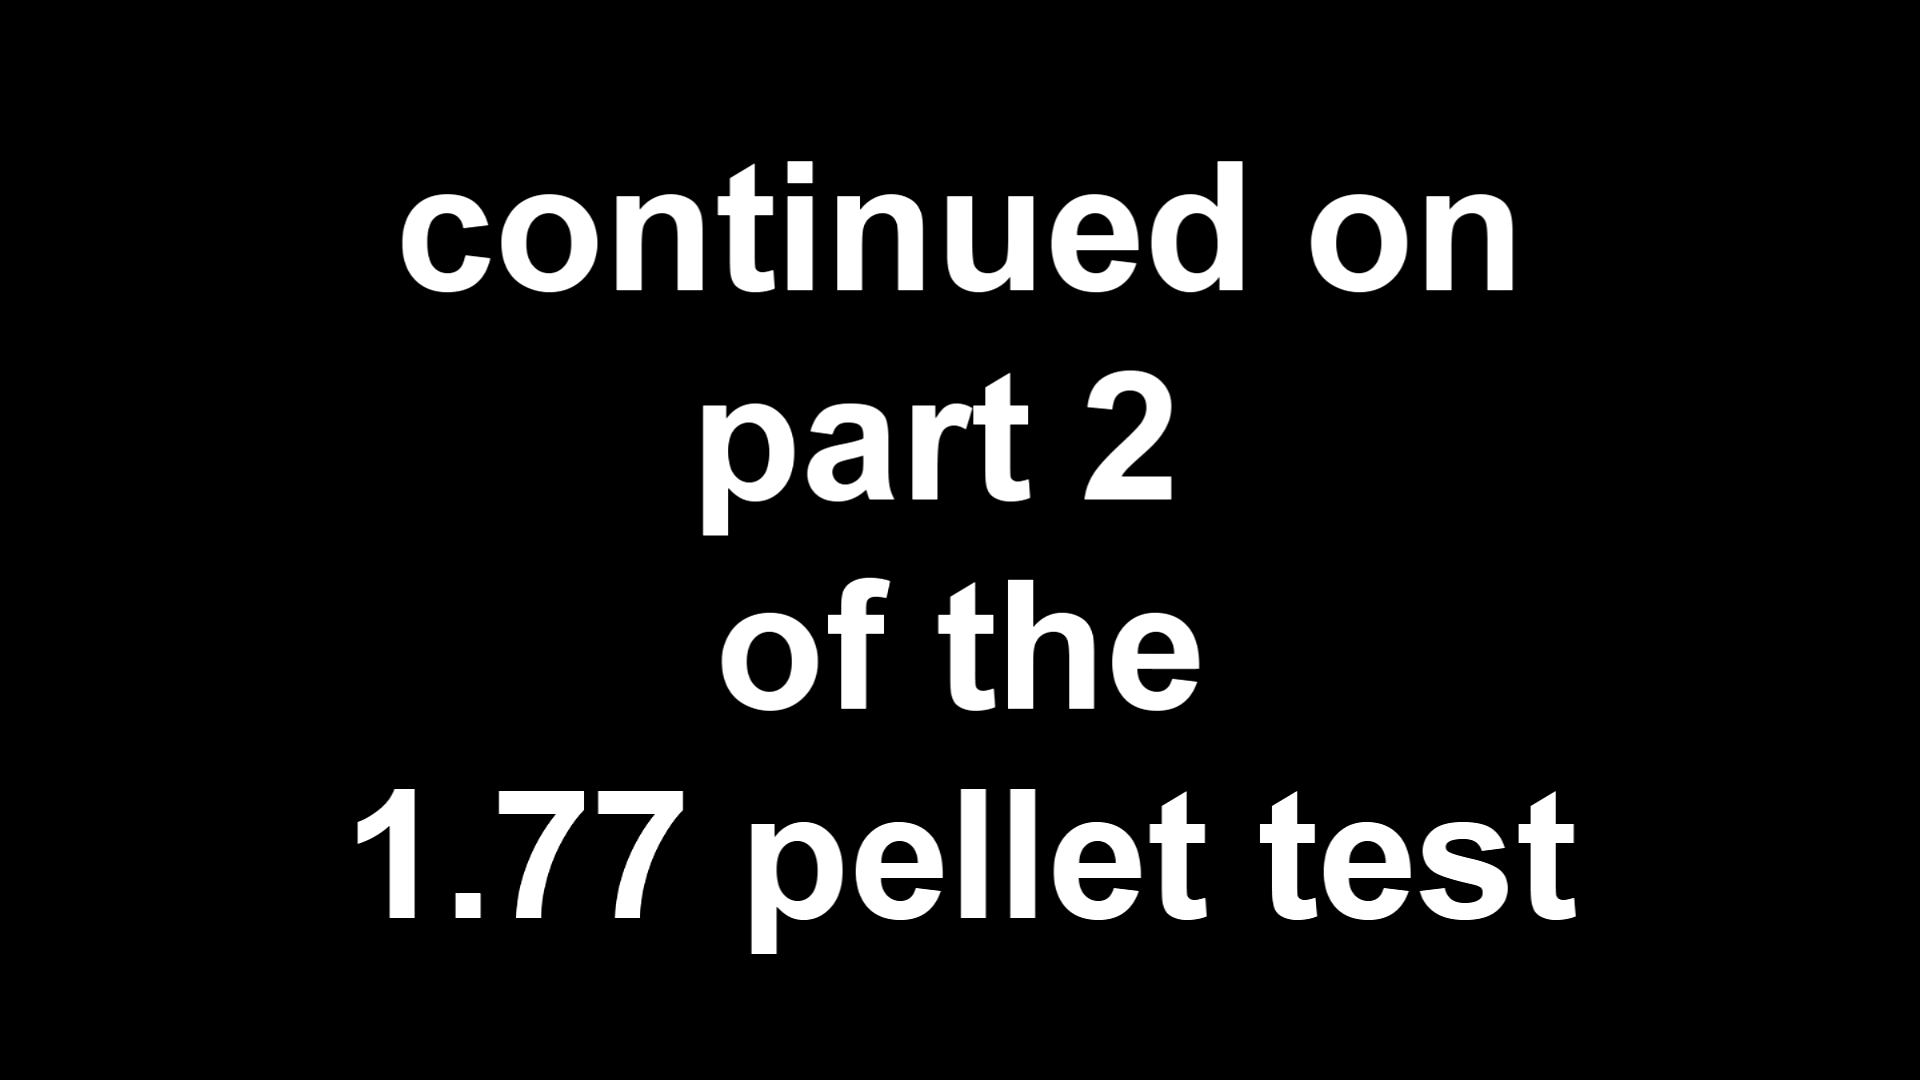 continued on
part 2
of the
1.77 pellet test